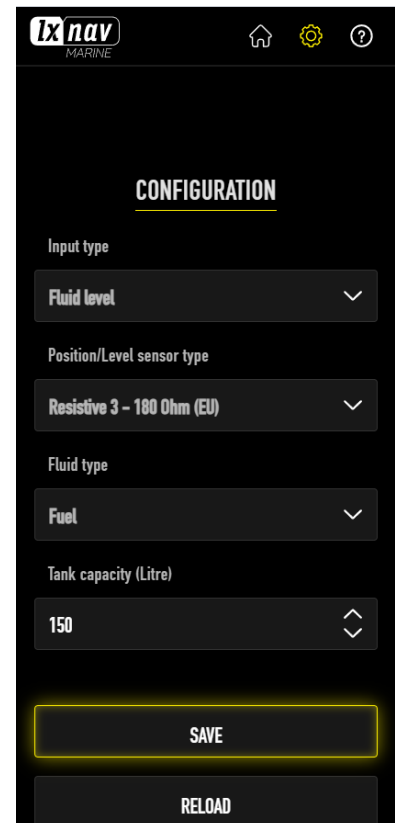 lx nav
MARINE
CONFIGURATION
Input type
Fluid level
Position/Level sensor type
Resistive 3 – 180 Ohm (EU)
Fluid type
Fuel
Tank capacity (Litre)
150
SAVE
RELOAD